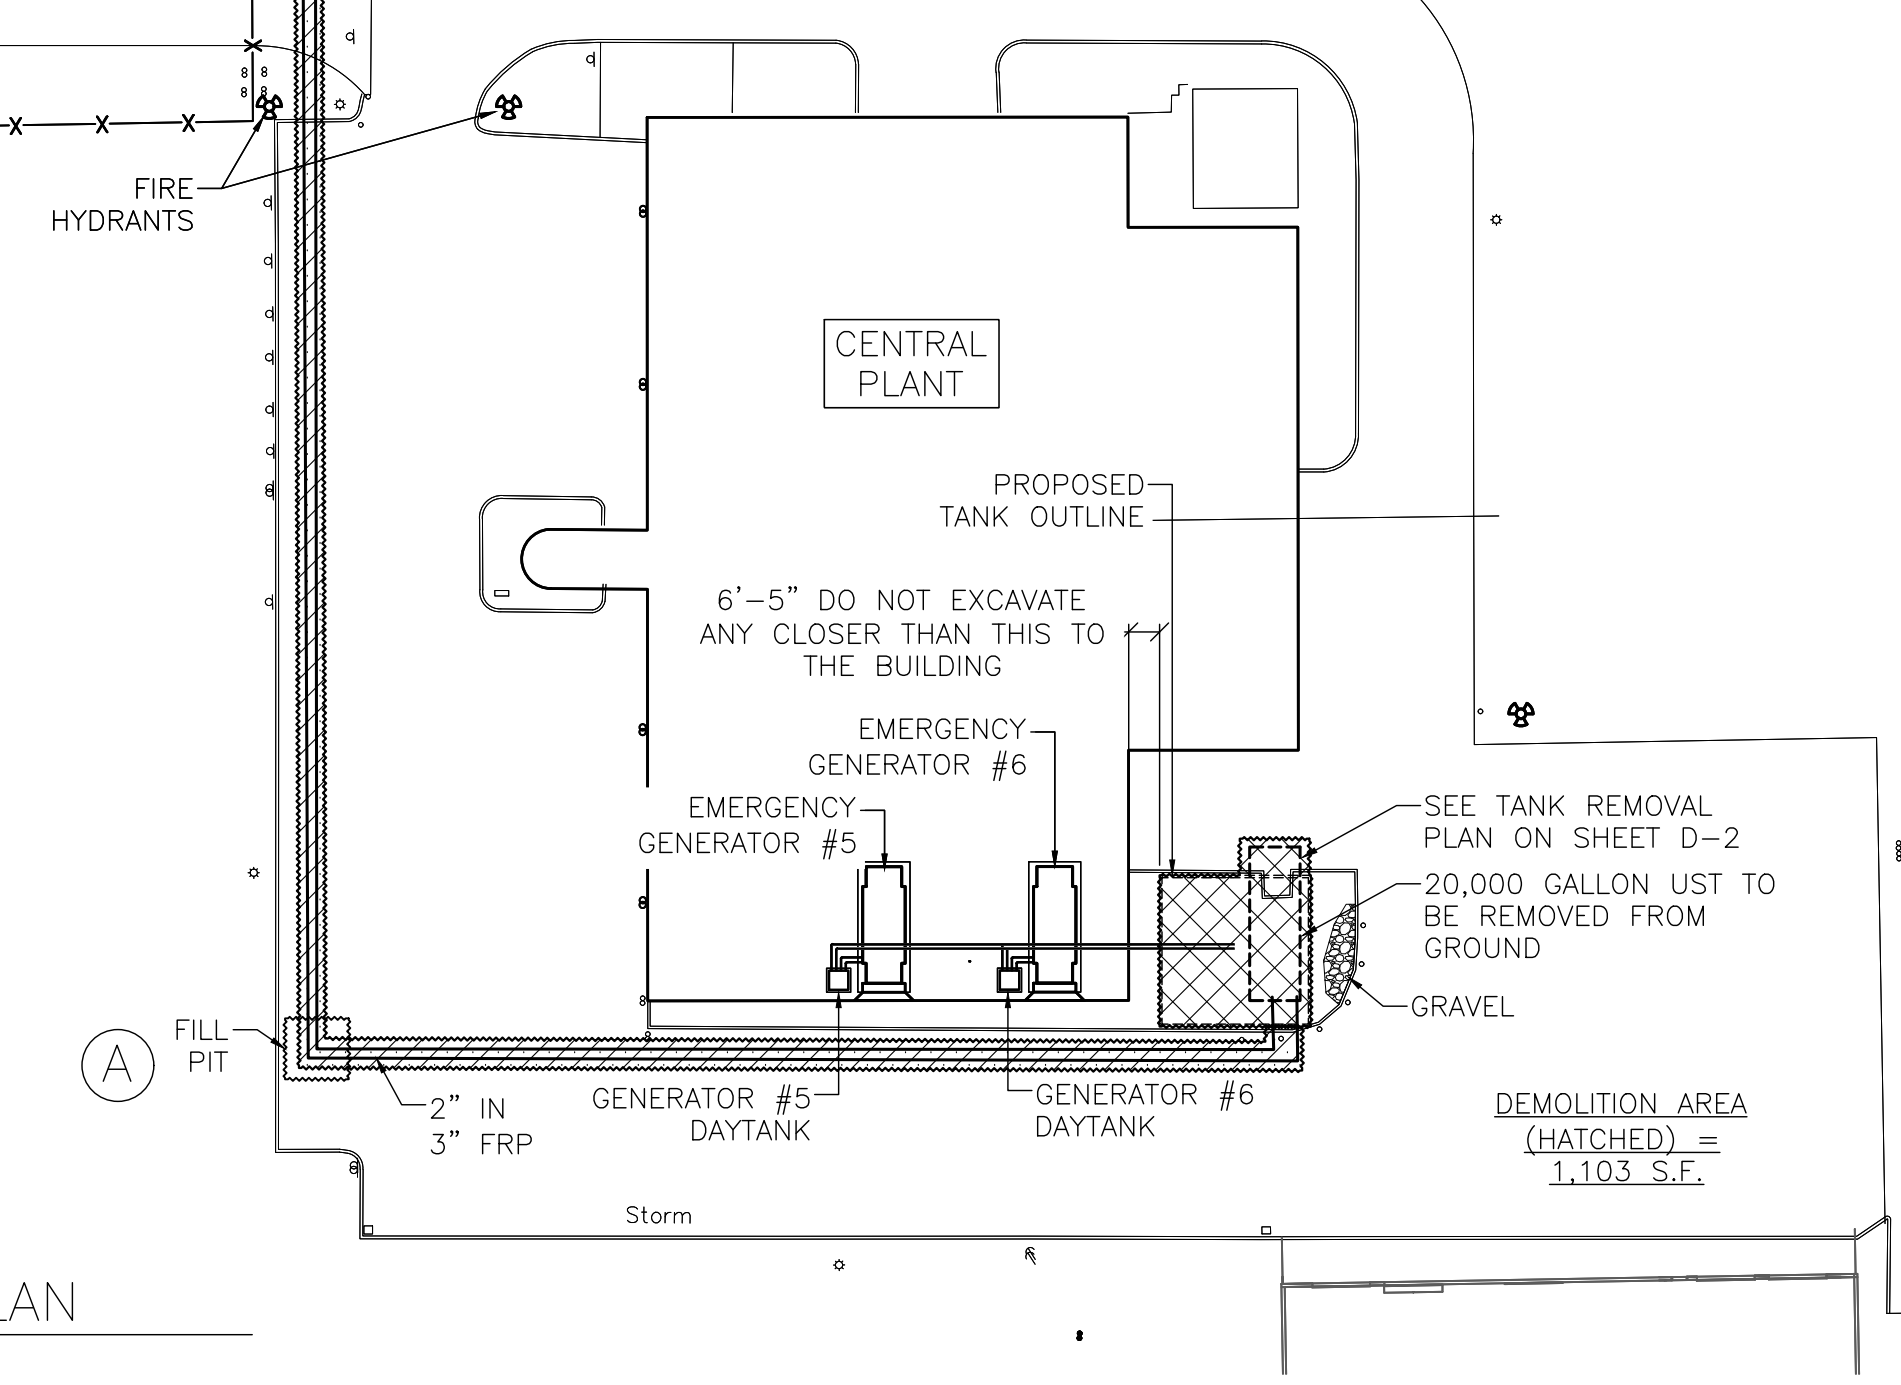 FIRE
HYDRANTS
CENTRAL
PLANT
PROPOSED
TANK OUTLINE
6'-5" DO NOT EXCAVATE
ANY CLOSER THAN THIS TO
THE BUILDING
EMERGENCY
GENERATOR #6
EMERGENCY
GENERATOR #5
SEE TANK REMOVAL
PLAN ON SHEET D-2
20,000 GALLON UST TO
BE REMOVED FROM
GROUND
GRAVEL
FILL
PIT
A
2" IN
3" FRP
GENERATOR #5
DAYTANK
GENERATOR #6
DAYTANK
DEMOLITION AREA
(HATCHED) =
1,103 S.F.
Storm
LAN